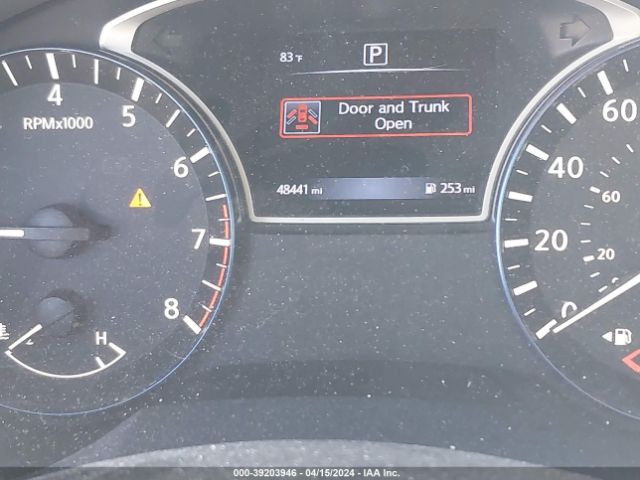 83 °F
P
Door and Trunk
Open
48441 mi
253 mi
4
5
RPMx1000
6
7
8
H
60
40
60
20
20
0
000-39203946 - 04/15/2024 - IAA Inc.